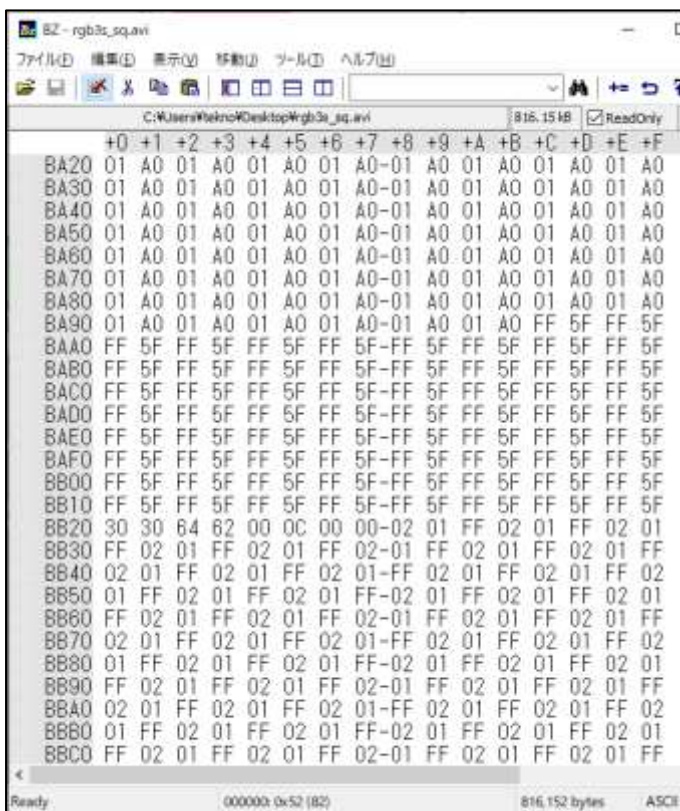 BZ - rgb3s_sq.avi
ファイル(F) 編集(E) 表示(V) 移動(J) ツール(T) ヘルプ(H)
C:¥Users¥tekno¥Desktop¥rgb3s_sq.avi 816.15 kB ReadOnly
+0 +1 +2 +3 +4 +5 +6 +7 +8 +9 +A +B +C +D +E +F
BA20 01 A0 01 A0 01 A0 01 A0-01 A0 01 A0 01 A0 01 A0
BA30 01 A0 01 A0 01 A0 01 A0-01 A0 01 A0 01 A0 01 A0
BA40 01 A0 01 A0 01 A0 01 A0-01 A0 01 A0 01 A0 01 A0
BA50 01 A0 01 A0 01 A0 01 A0-01 A0 01 A0 01 A0 01 A0
BA60 01 A0 01 A0 01 A0 01 A0-01 A0 01 A0 01 A0 01 A0
BA70 01 A0 01 A0 01 A0 01 A0-01 A0 01 A0 01 A0 01 A0
BA80 01 A0 01 A0 01 A0 01 A0-01 A0 01 A0 01 A0 01 A0
BA90 01 A0 01 A0 01 A0 01 A0-01 A0 01 A0 FF 5F FF 5F
BAA0 FF 5F FF 5F FF 5F FF 5F-FF 5F FF 5F FF 5F FF 5F
BAB0 FF 5F FF 5F FF 5F FF 5F-FF 5F FF 5F FF 5F FF 5F
BAC0 FF 5F FF 5F FF 5F FF 5F-FF 5F FF 5F FF 5F FF 5F
BAD0 FF 5F FF 5F FF 5F FF 5F-FF 5F FF 5F FF 5F FF 5F
BAE0 FF 5F FF 5F FF 5F FF 5F-FF 5F FF 5F FF 5F FF 5F
BAF0 FF 5F FF 5F FF 5F FF 5F-FF 5F FF 5F FF 5F FF 5F
BB00 FF 5F FF 5F FF 5F FF 5F-FF 5F FF 5F FF 5F FF 5F
BB10 FF 5F FF 5F FF 5F FF 5F-FF 5F FF 5F FF 5F FF 5F
BB20 30 30 64 62 00 0C 00 00-02 01 FF 02 01 FF 02 01
BB30 FF 02 01 FF 02 01 FF 02-01 FF 02 01 FF 02 01 FF
BB40 02 01 FF 02 01 FF 02 01-FF 02 01 FF 02 01 FF 02
BB50 01 FF 02 01 FF 02 01 FF-02 01 FF 02 01 FF 02 01
BB60 FF 02 01 FF 02 01 FF 02-01 FF 02 01 FF 02 01 FF
BB70 02 01 FF 02 01 FF 02 01-FF 02 01 FF 02 01 FF 02
BB80 01 FF 02 01 FF 02 01 FF-02 01 FF 02 01 FF 02 01
BB90 FF 02 01 FF 02 01 FF 02-01 FF 02 01 FF 02 01 FF
BBA0 02 01 FF 02 01 FF 02 01-FF 02 01 FF 02 01 FF 02
BBB0 01 FF 02 01 FF 02 01 FF-02 01 FF 02 01 FF 02 01
BBC0 FF 02 01 FF 02 01 FF 02-01 FF 02 01 FF 02 01 FF
Ready 000000: 0x52 (82) 816,152 bytes ASCII